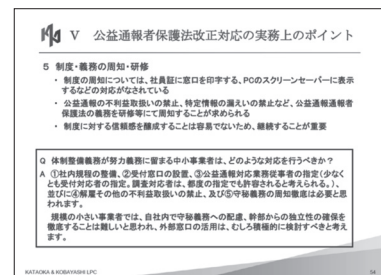 K&K Ⅴ 公益通報者保護法改正対応の実務上のポイント
5 制度・義務の周知・研修
・ 制度の周知については、社員証に窓口を印字する、PCのスクリーンセーバーに表示
するなどの対応がなされている
・ 公益通報の不利益取扱いの禁止、特定情報の漏えいの禁止など、公益通報通報者
保護法の義務を研修等にて周知することが求められる
・ 制度に対する信頼感を醸成することは容易でないため、継続することが重要
Q 体制整備義務が努力義務に留まる中小事業者は、どのような対応を行うべきか?
A ①社内規程の整備、②受付窓口の設置、③公益通報対応業務従事者の指定(少なく
とも受付対応者の指定。調査対応者は、都度の指定でも許容されると考えられる。)、
並びに④解雇その他の不利益取扱いの禁止、及び⑤守秘義務の周知徹底は必要と思
われます。
規模の小さい事業者では、自社内で守秘義務への配慮、幹部からの独立性の確保を
徹底することは難しいと思われ、外部窓口の活用は、むしろ積極的に検討すべきと考え
ます。
KATAOKA & KOBAYASHI LPC
54